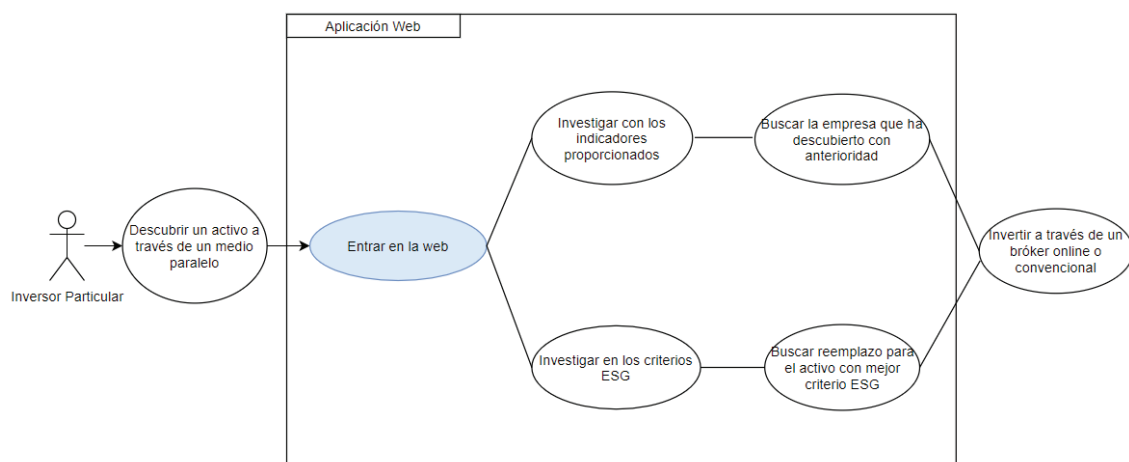 Aplicación Web
Inversor Particular
Descubrir un activo a
través de un medio
paralelo
Entrar en la web
Investigar con los
indicadores
proporcionados
Buscar la empresa que ha
descubierto con
anterioridad
Investigar en los criterios
ESG
Buscar reemplazo para
el activo con mejor
criterio ESG
Invertir a través de un
bróker online o
convencional